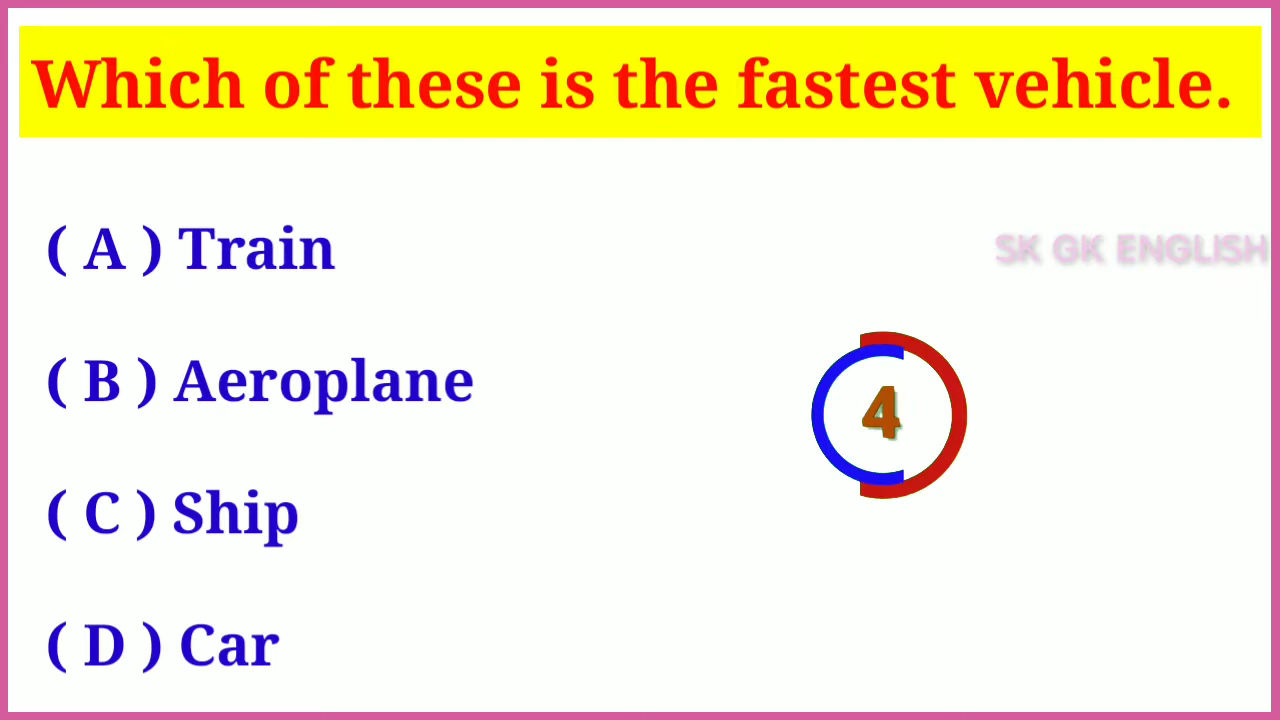 Which of these is the fastest vehicle.
( A ) Train
SK GK ENGLISH
( B ) Aeroplane
4
( C ) Ship
( D ) Car